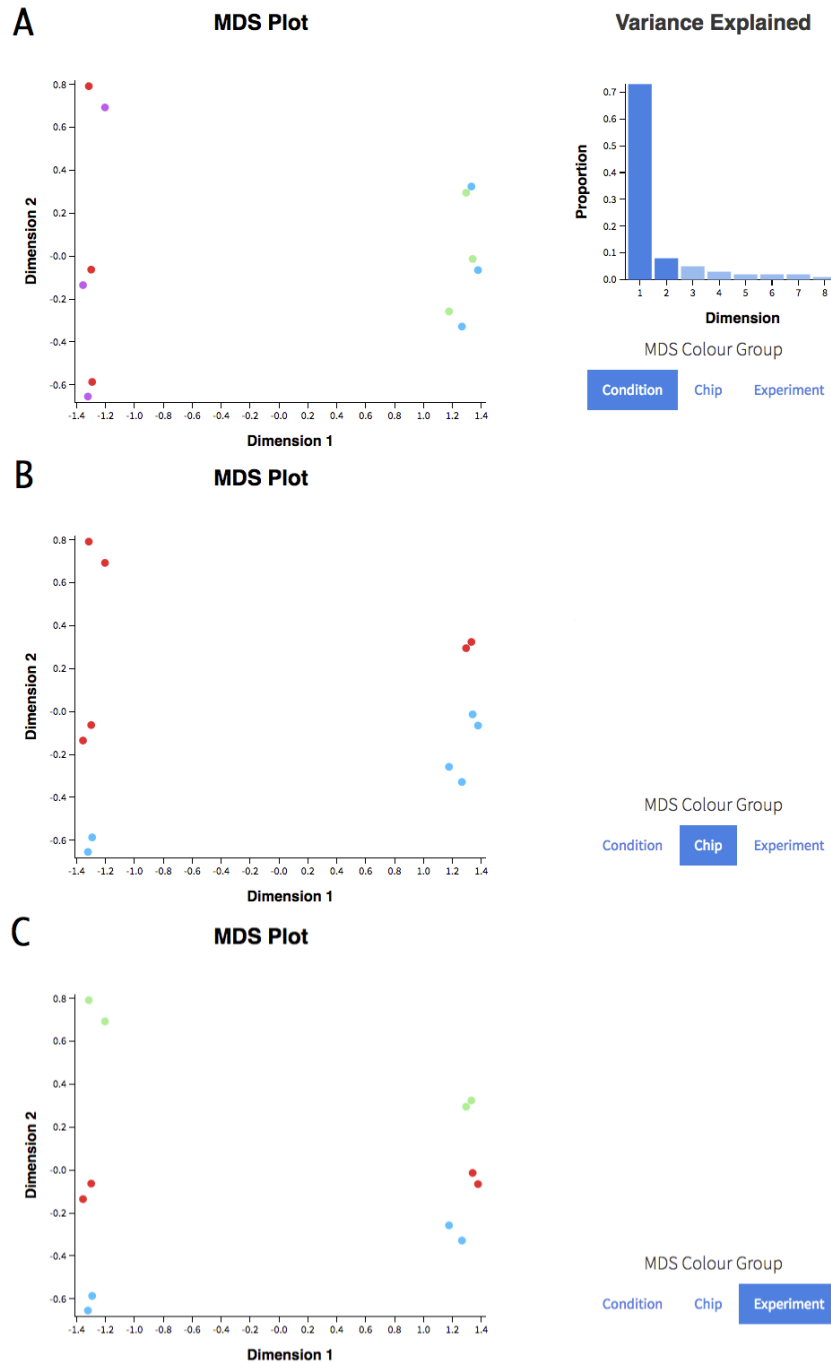 A
MDS Plot
Variance Explained
0.8
0.6
0.4
0.2
-0.0
-0.2
-0.4
-0.6
Dimension 2
-1.4 -1.2 -1.0 -0.8 -0.6 -0.4 -0.2 -0.0 0.2 0.4 0.6 0.8 1.0 1.2 1.4
Dimension 1
0.7
0.6
0.5
0.4
0.3
0.2
0.1
0.0
Proportion
1 2 3 4 5 6 7 8
Dimension
MDS Colour Group
Condition Chip Experiment
B
MDS Plot
0.8
0.6
0.4
0.2
-0.0
-0.2
-0.4
-0.6
Dimension 2
-1.4 -1.2 -1.0 -0.8 -0.6 -0.4 -0.2 -0.0 0.2 0.4 0.6 0.8 1.0 1.2 1.4
Dimension 1
MDS Colour Group
Condition Chip Experiment
C
MDS Plot
0.8
0.6
0.4
0.2
-0.0
-0.2
-0.4
-0.6
Dimension 2
-1.4 -1.2 -1.0 -0.8 -0.6 -0.4 -0.2 -0.0 0.2 0.4 0.6 0.8 1.0 1.2 1.4
Dimension 1
MDS Colour Group
Condition Chip Experiment